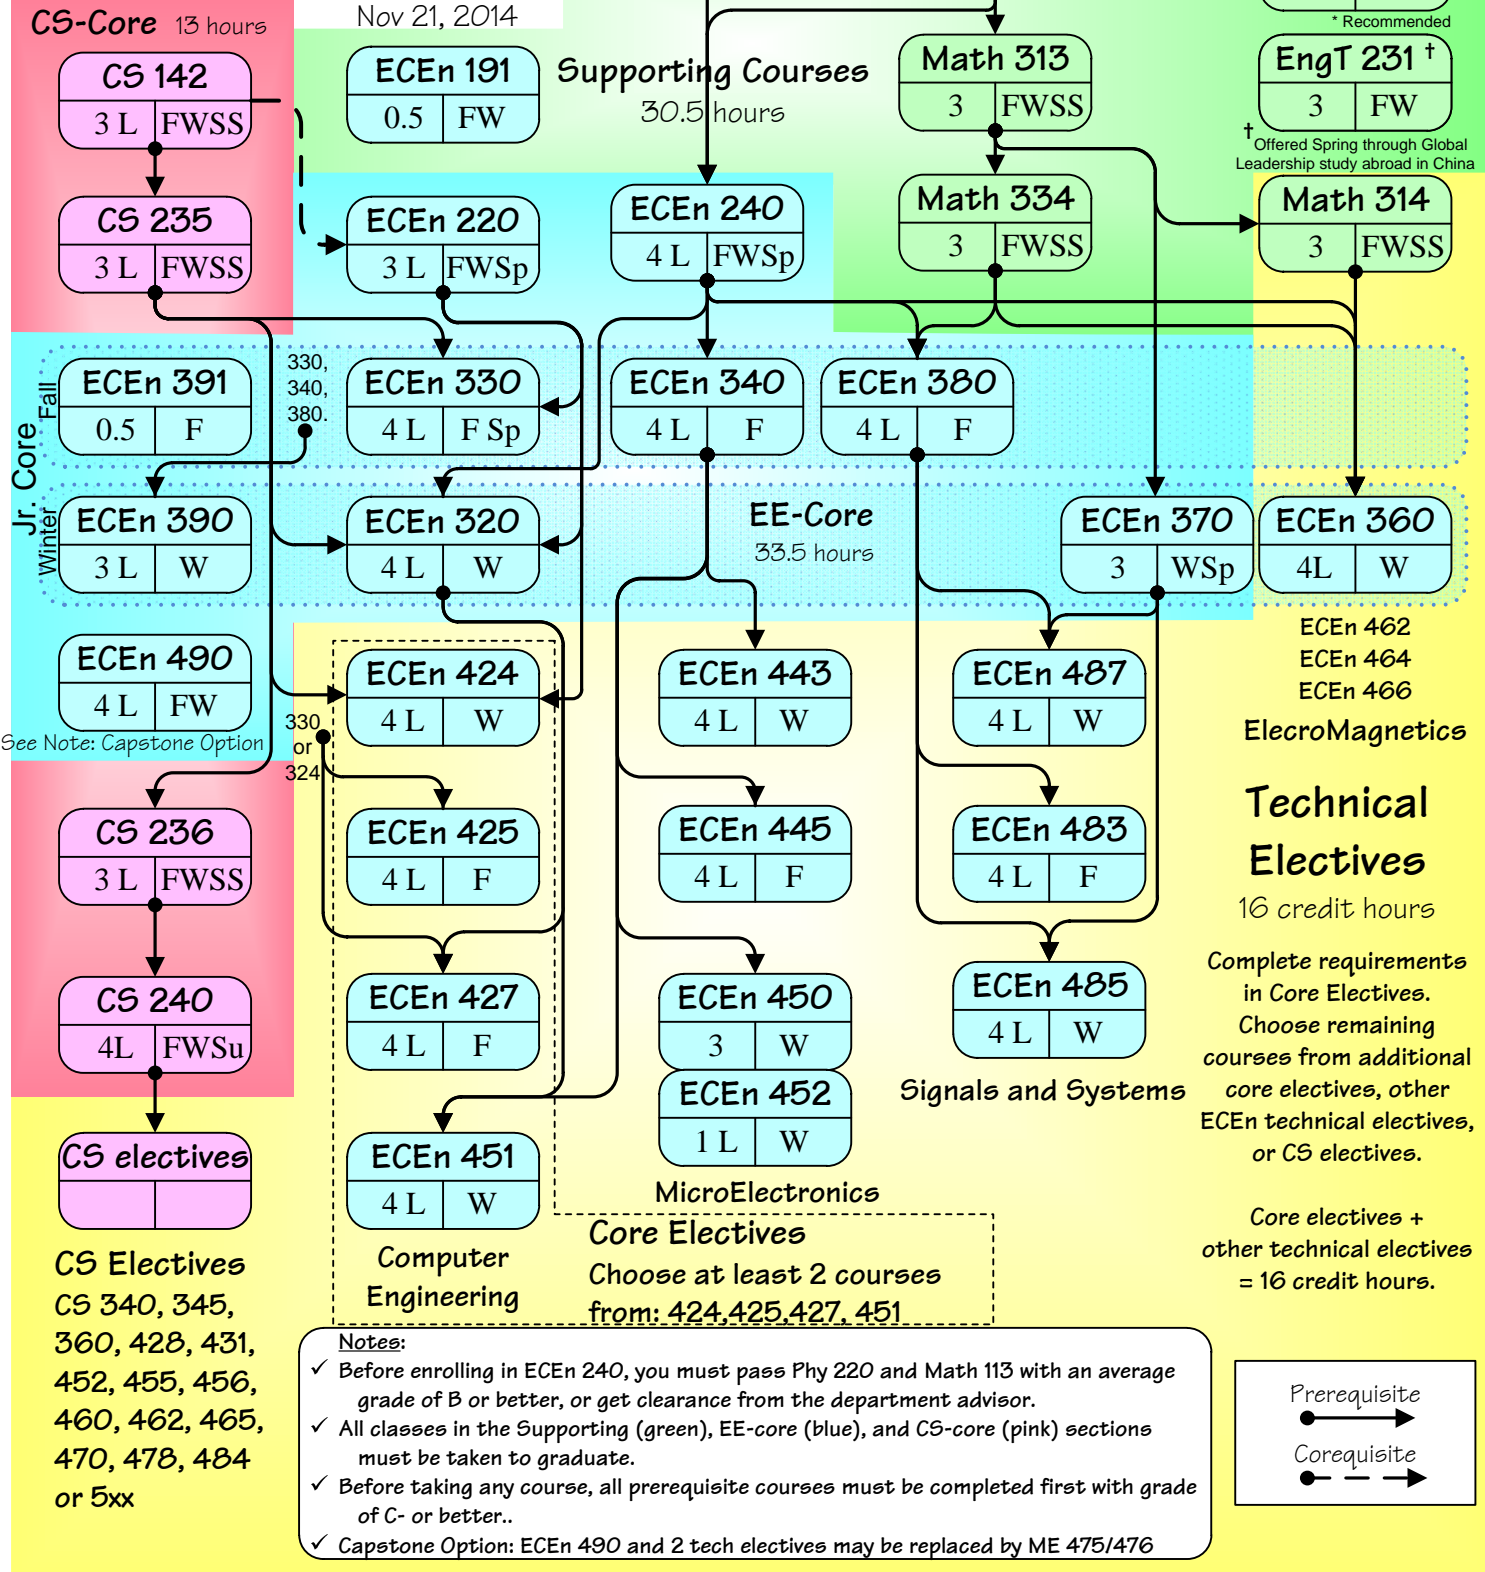 CS-Core 13 hours
Nov 21, 2014
* Recommended
CS 142
3 L FWSS
ECEn 191
0.5 FW
Supporting Courses
30.5 hours
Math 313
3 FWSS
EngT 231 †
3 FW
† Offered Spring through Global
Leadership study abroad in China
CS 235
3 L FWSS
ECEn 220
3 L FWSp
ECEn 240
4 L FWSp
Math 334
3 FWSS
Math 314
3 FWSS
Jr. Core
Fall
ECEn 391
0.5 F
330,
340,
380.
ECEn 330
4 L F Sp
ECEn 340
4 L F
ECEn 380
4 L F
Winter
ECEn 390
3 L W
ECEn 320
4 L W
EE-Core
33.5 hours
ECEn 370
3 WSp
ECEn 360
4L W
ECEn 490
4 L FW
See Note: Capstone Option
330
or
324
ECEn 424
4 L W
ECEn 443
4 L W
ECEn 487
4 L W
ECEn 462
ECEn 464
ECEn 466
ElecroMagnetics
CS 236
3 L FWSS
ECEn 425
4 L F
ECEn 445
4 L F
ECEn 483
4 L F
Technical
Electives
16 credit hours
Complete requirements
in Core Electives.
Choose remaining
courses from additional
core electives, other
ECEn technical electives,
or CS electives.
Core electives +
other technical electives
= 16 credit hours.
CS 240
4L FWSu
ECEn 427
4 L F
ECEn 450
3 W
ECEn 452
1 L W
MicroElectronics
ECEn 485
4 L W
Signals and Systems
CS electives
ECEn 451
4 L W
Computer
Engineering
Core Electives
Choose at least 2 courses
from: 424,425,427, 451
CS Electives
CS 340, 345,
360, 428, 431,
452, 455, 456,
460, 462, 465,
470, 478, 484
or 5xx
Notes:
✓ Before enrolling in ECEn 240, you must pass Phy 220 and Math 113 with an average
grade of B or better, or get clearance from the department advisor.
✓ All classes in the Supporting (green), EE-core (blue), and CS-core (pink) sections
must be taken to graduate.
✓ Before taking any course, all prerequisite courses must be completed first with grade
of C- or better..
✓ Capstone Option: ECEn 490 and 2 tech electives may be replaced by ME 475/476
Prerequisite
Corequisite